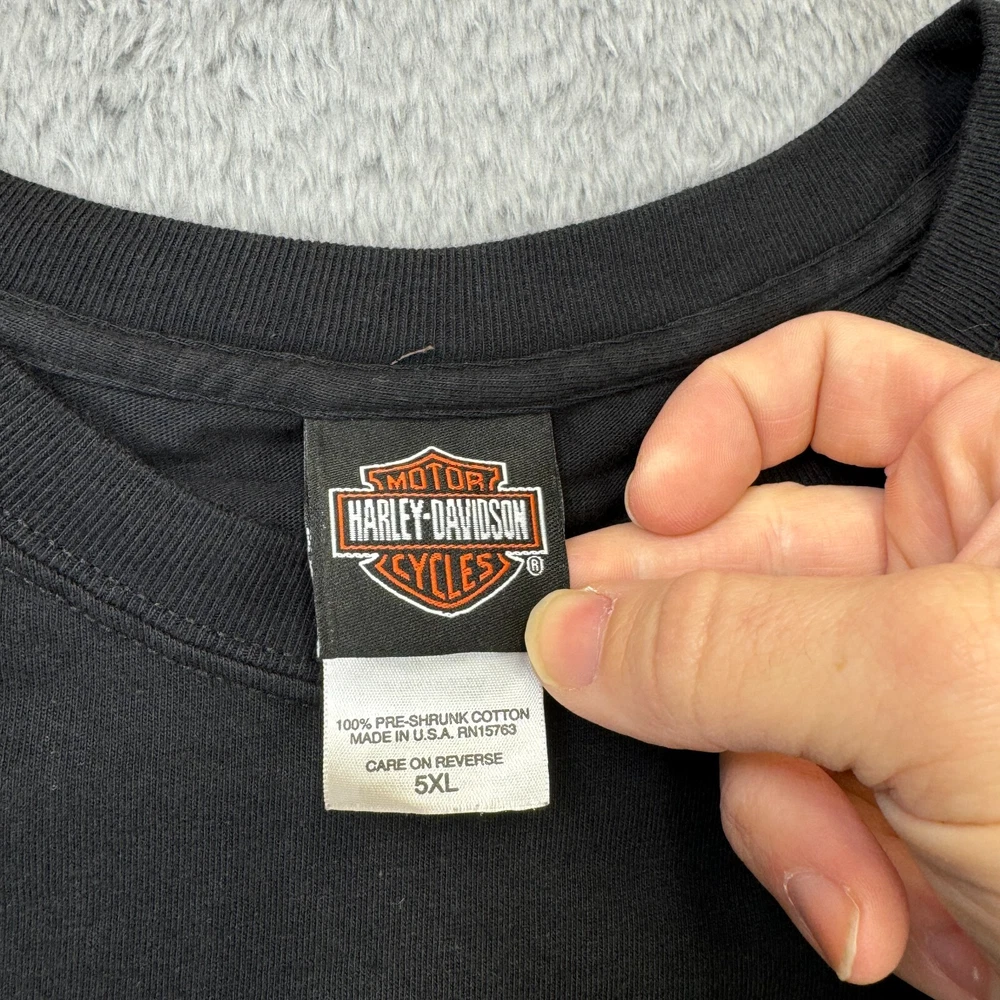 MOTOR
HARLEY-DAVIDSON
CYCLES
®
100% PRE-SHRUNK COTTON
MADE IN U.S.A. RN15763
CARE ON REVERSE
5XL